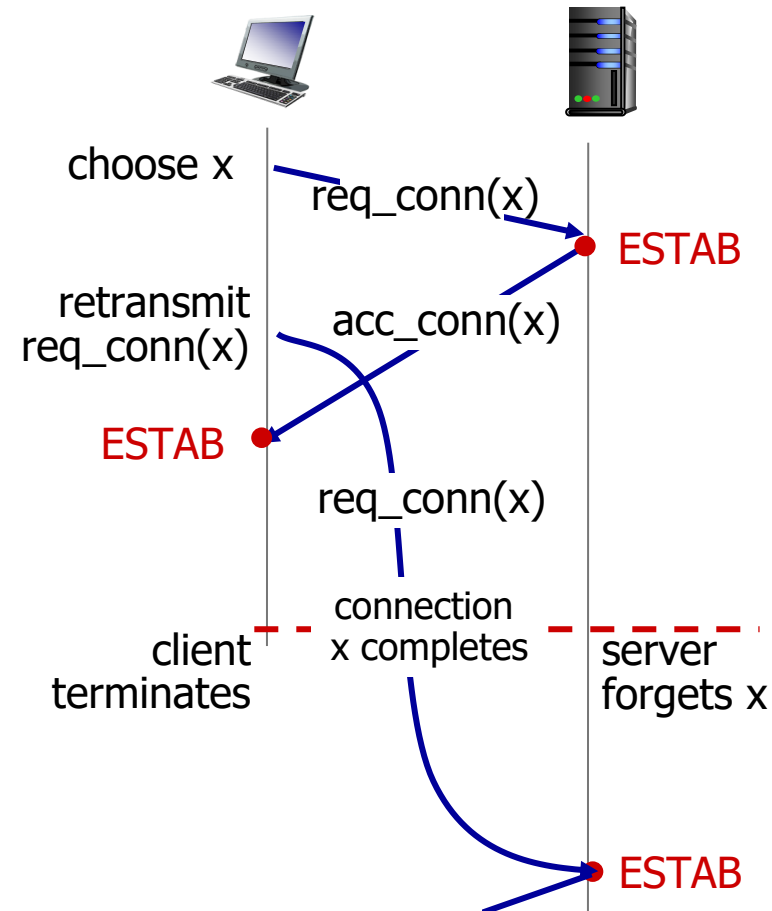 choose x
req_conn(x)
ESTAB
retransmit
req_conn(x)
acc_conn(x)
ESTAB
req_conn(x)
connection
x completes
client
terminates
server
forgets x
ESTAB